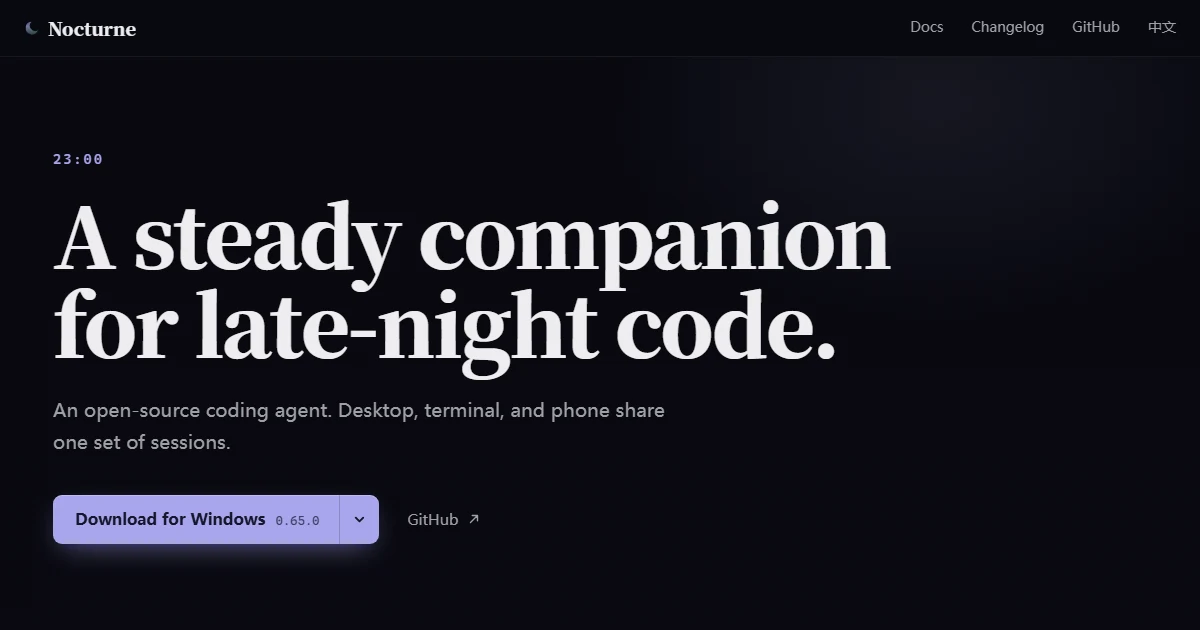 Nocturne
Docs
Changelog
GitHub
中文
23:00
A steady companion
for late-night code.
An open-source coding agent. Desktop, terminal, and phone share
one set of sessions.
Download for Windows 0.65.0
GitHub ↗